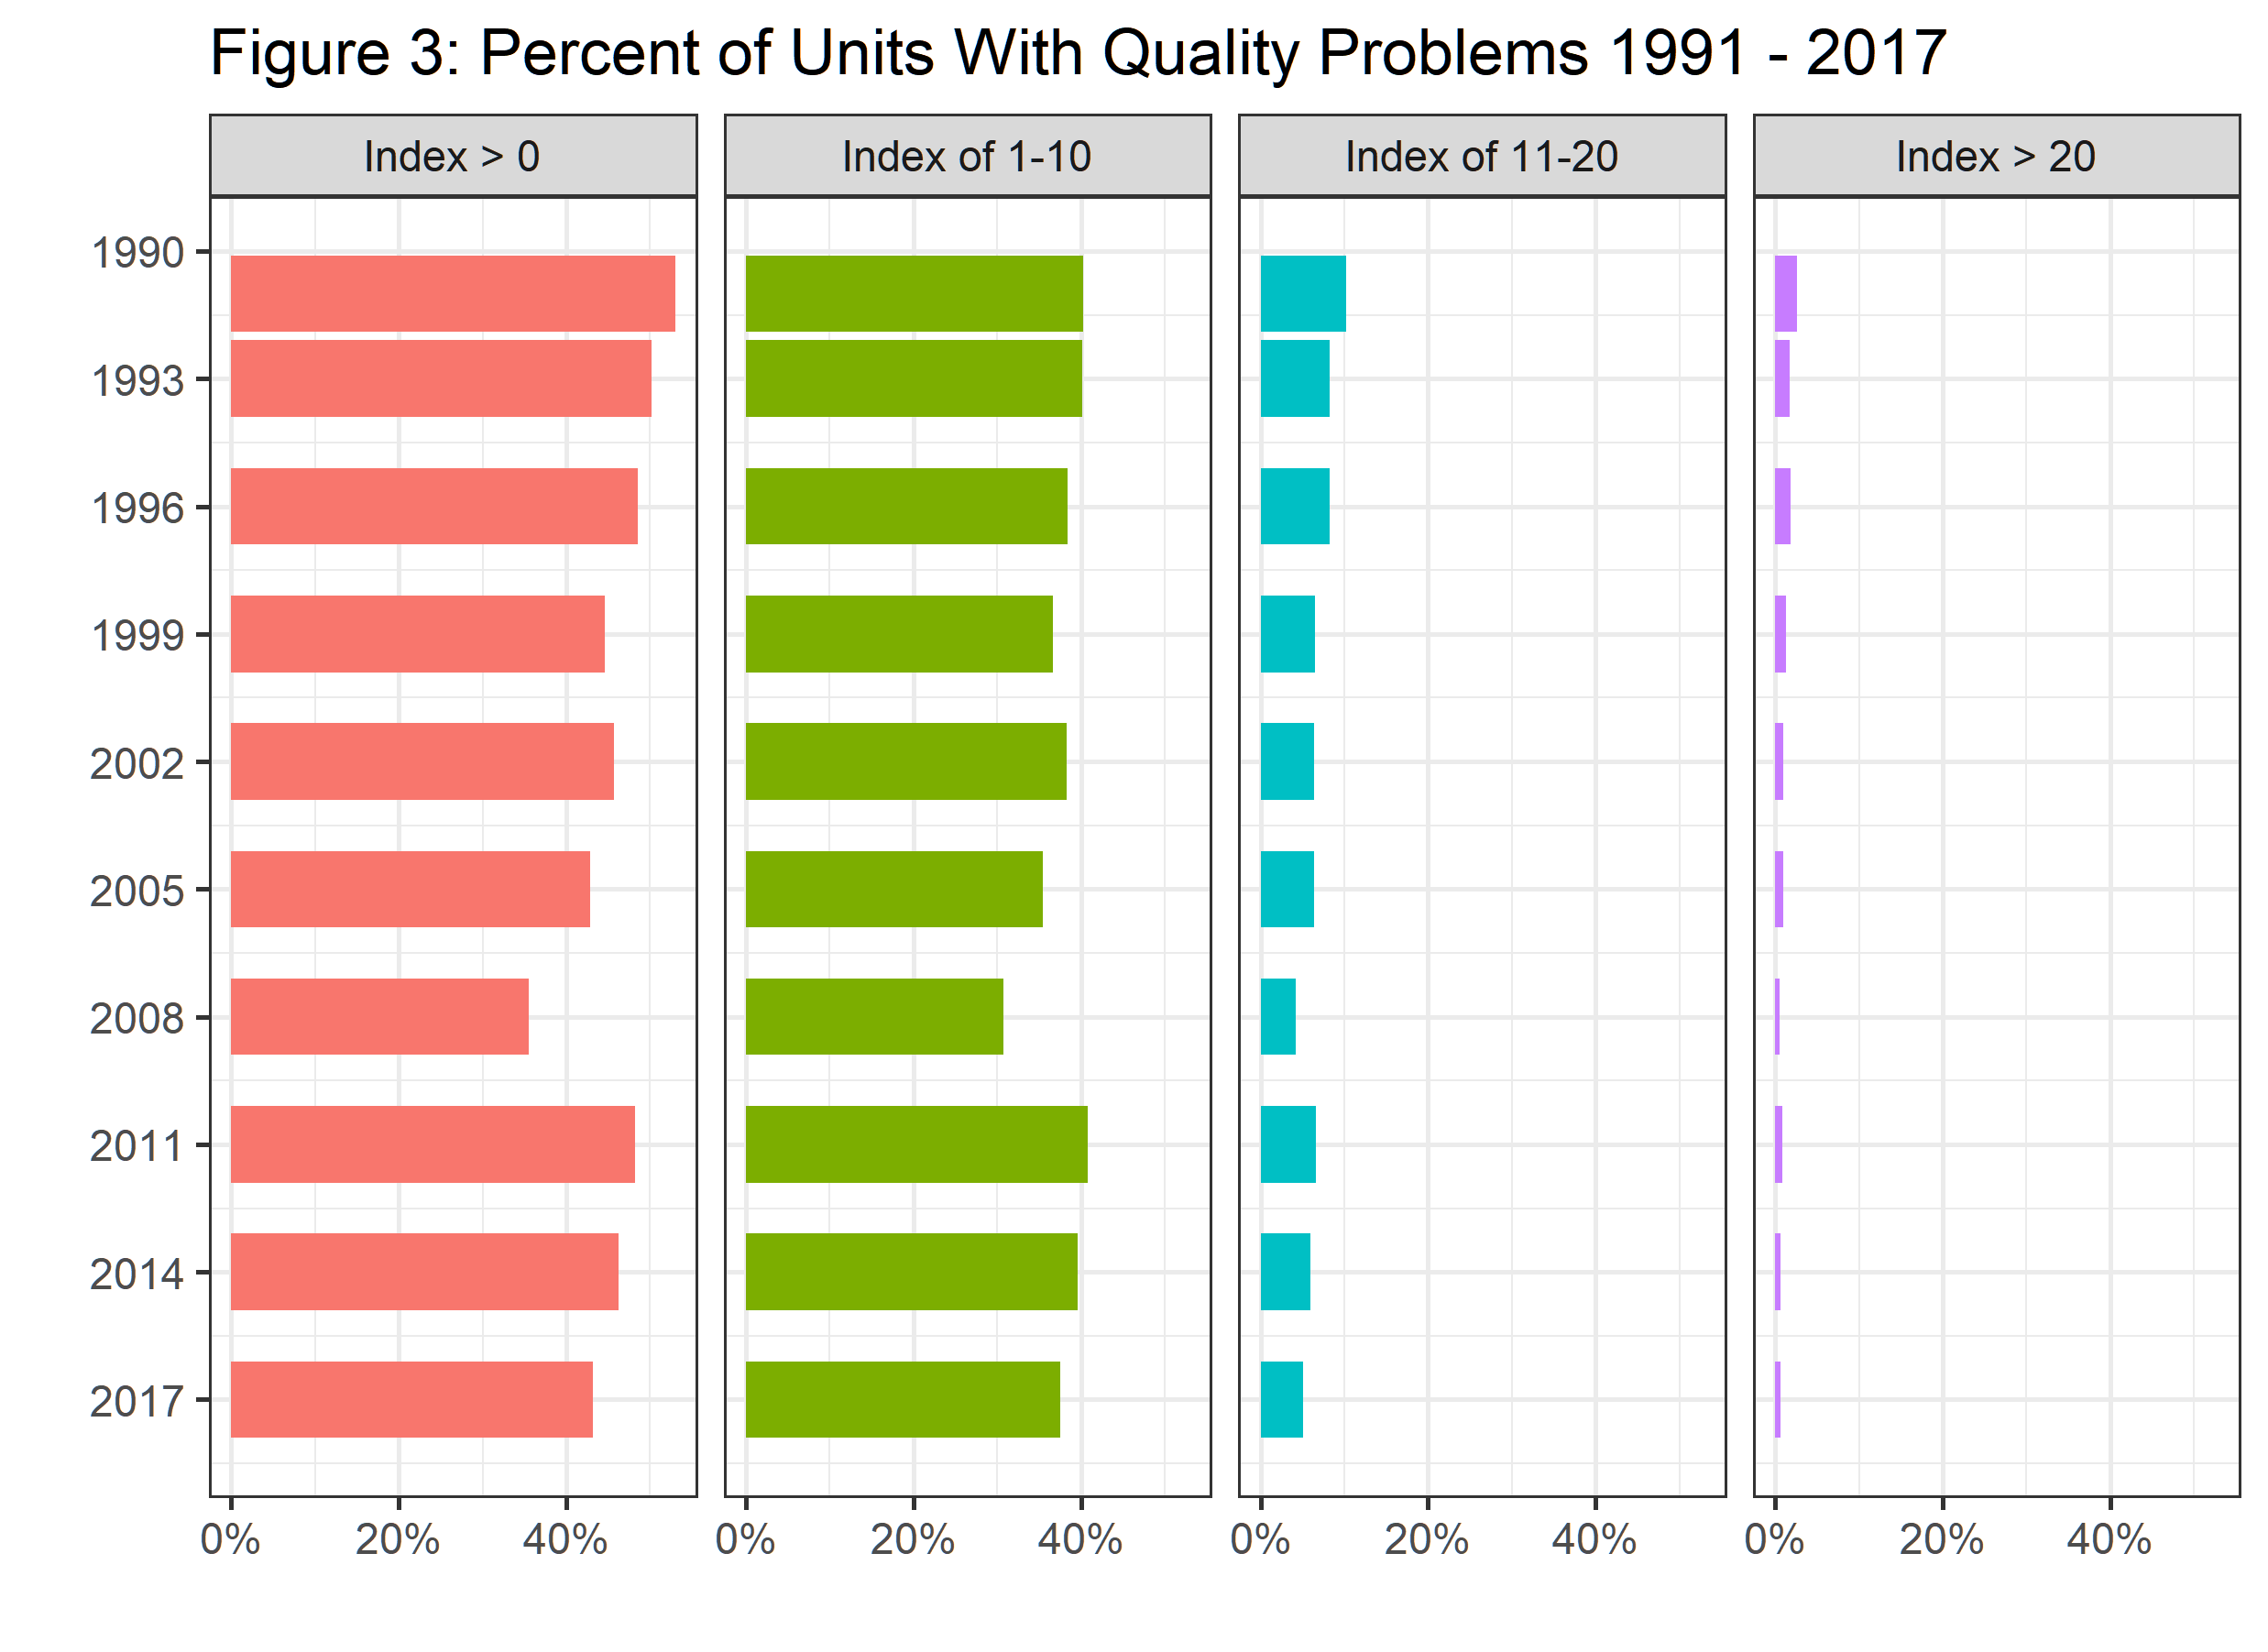 Figure 3: Percent of Units With Quality Problems 1991 - 2017
Index > 0
Index of 1-10
Index of 11-20
Index > 20
1990
1993
1996
1999
2002
2005
2008
2011
2014
2017
0% 20% 40%
0% 20% 40%
0% 20% 40%
0% 20% 40%